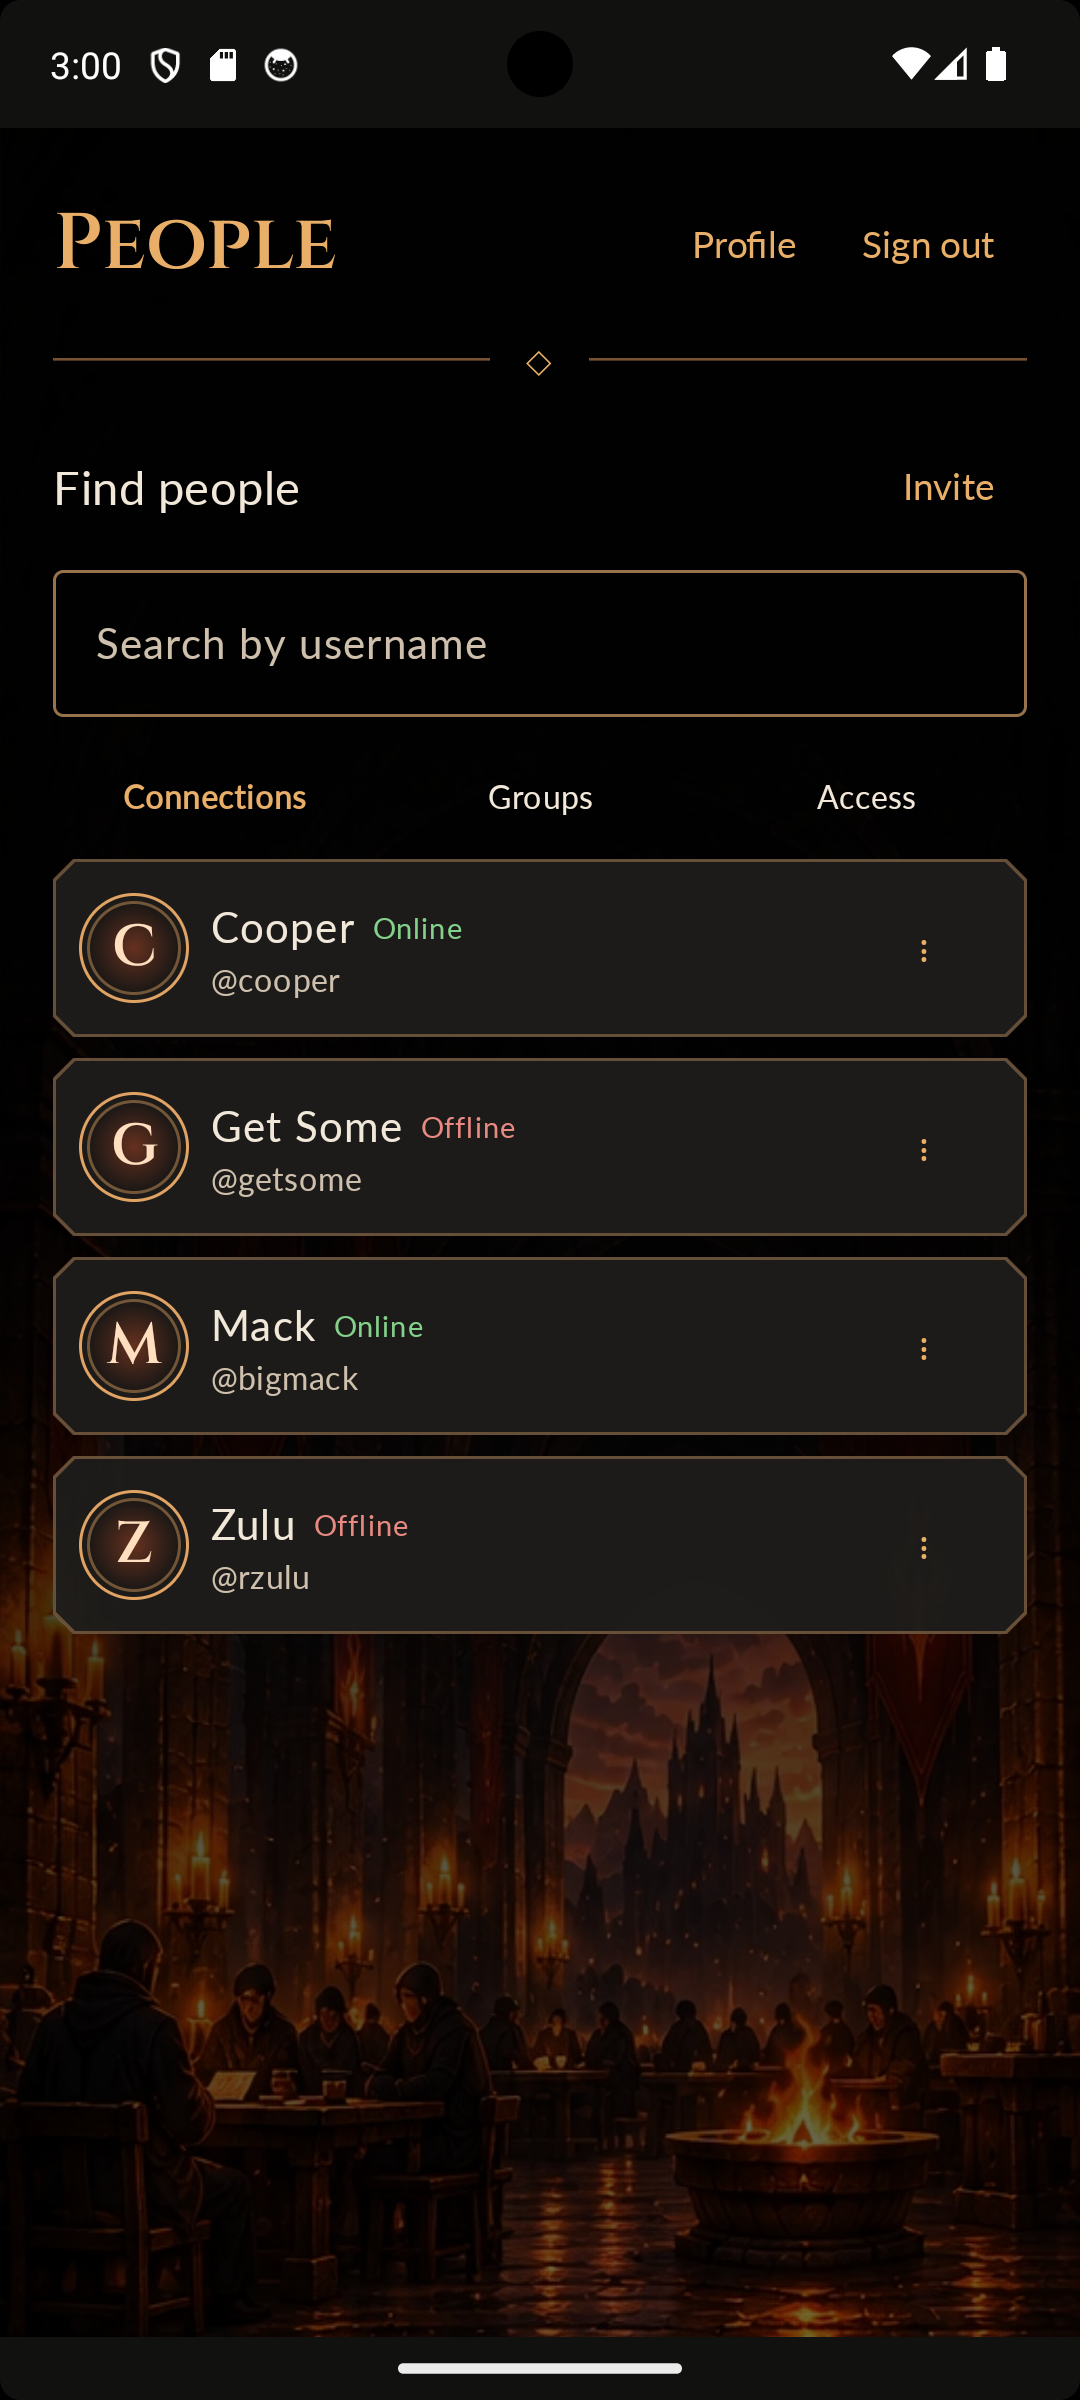 3:00
People
Profile
Sign out
Find people
Invite
Search by username
Connections
Groups
Access
C
Cooper Online
@cooper
G
Get Some Offline
@getsome
M
Mack Online
@bigmack
Z
Zulu Offline
@rzulu